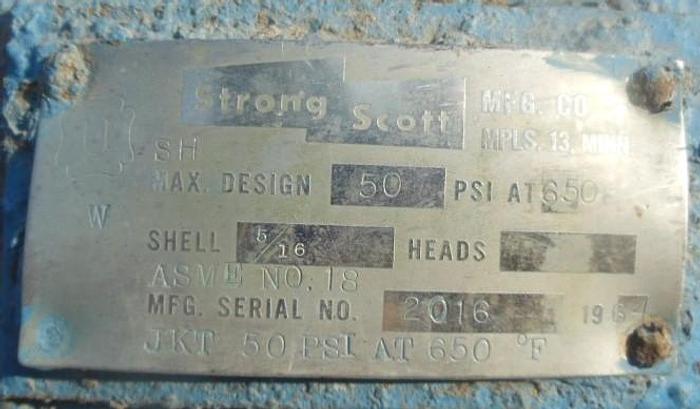 Strong Scott MFG. CO
MPLS. 13, MINN
SH
MAX. DESIGN 50 PSI AT 650
W
SHELL 5/16 HEADS
ASME NO. 18
MFG. SERIAL NO. 2016 1967
JKT 50 PSI AT 650 °F